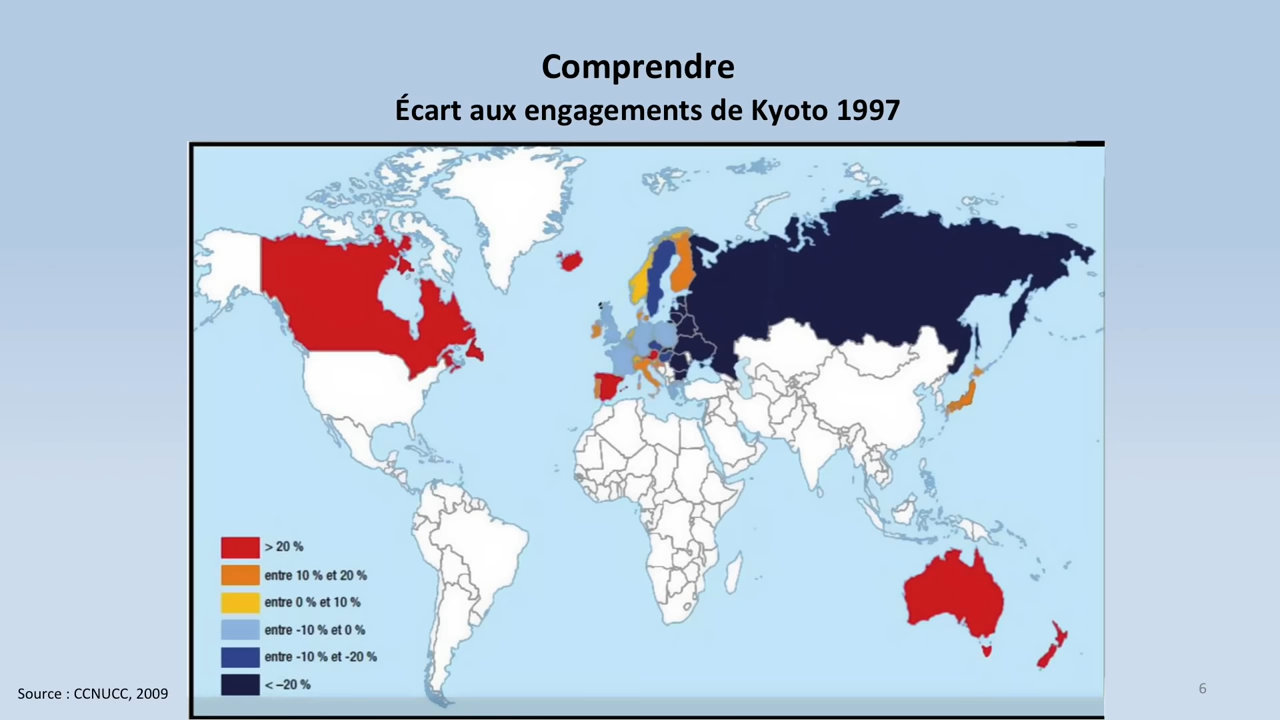 Comprendre
Écart aux engagements de Kyoto 1997
> 20 %
entre 10 % et 20 %
entre 0 % et 10 %
entre -10 % et 0 %
entre -10 % et -20 %
< –20 %
Source : CCNUCC, 2009
6